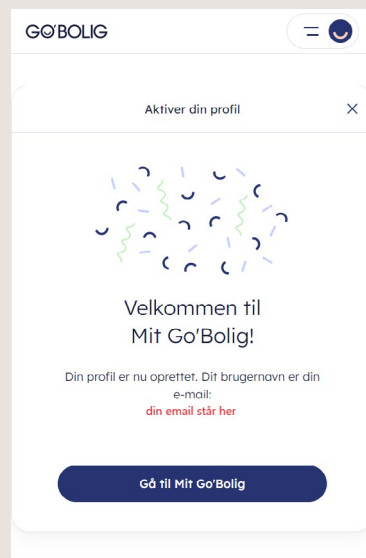 GO'BOLIG
Aktiver din profil
Velkommen til
Mit Go'Bolig!
Din profil er nu oprettet. Dit brugernavn er din
e-mail:
din email står her
Gå til Mit Go'Bolig